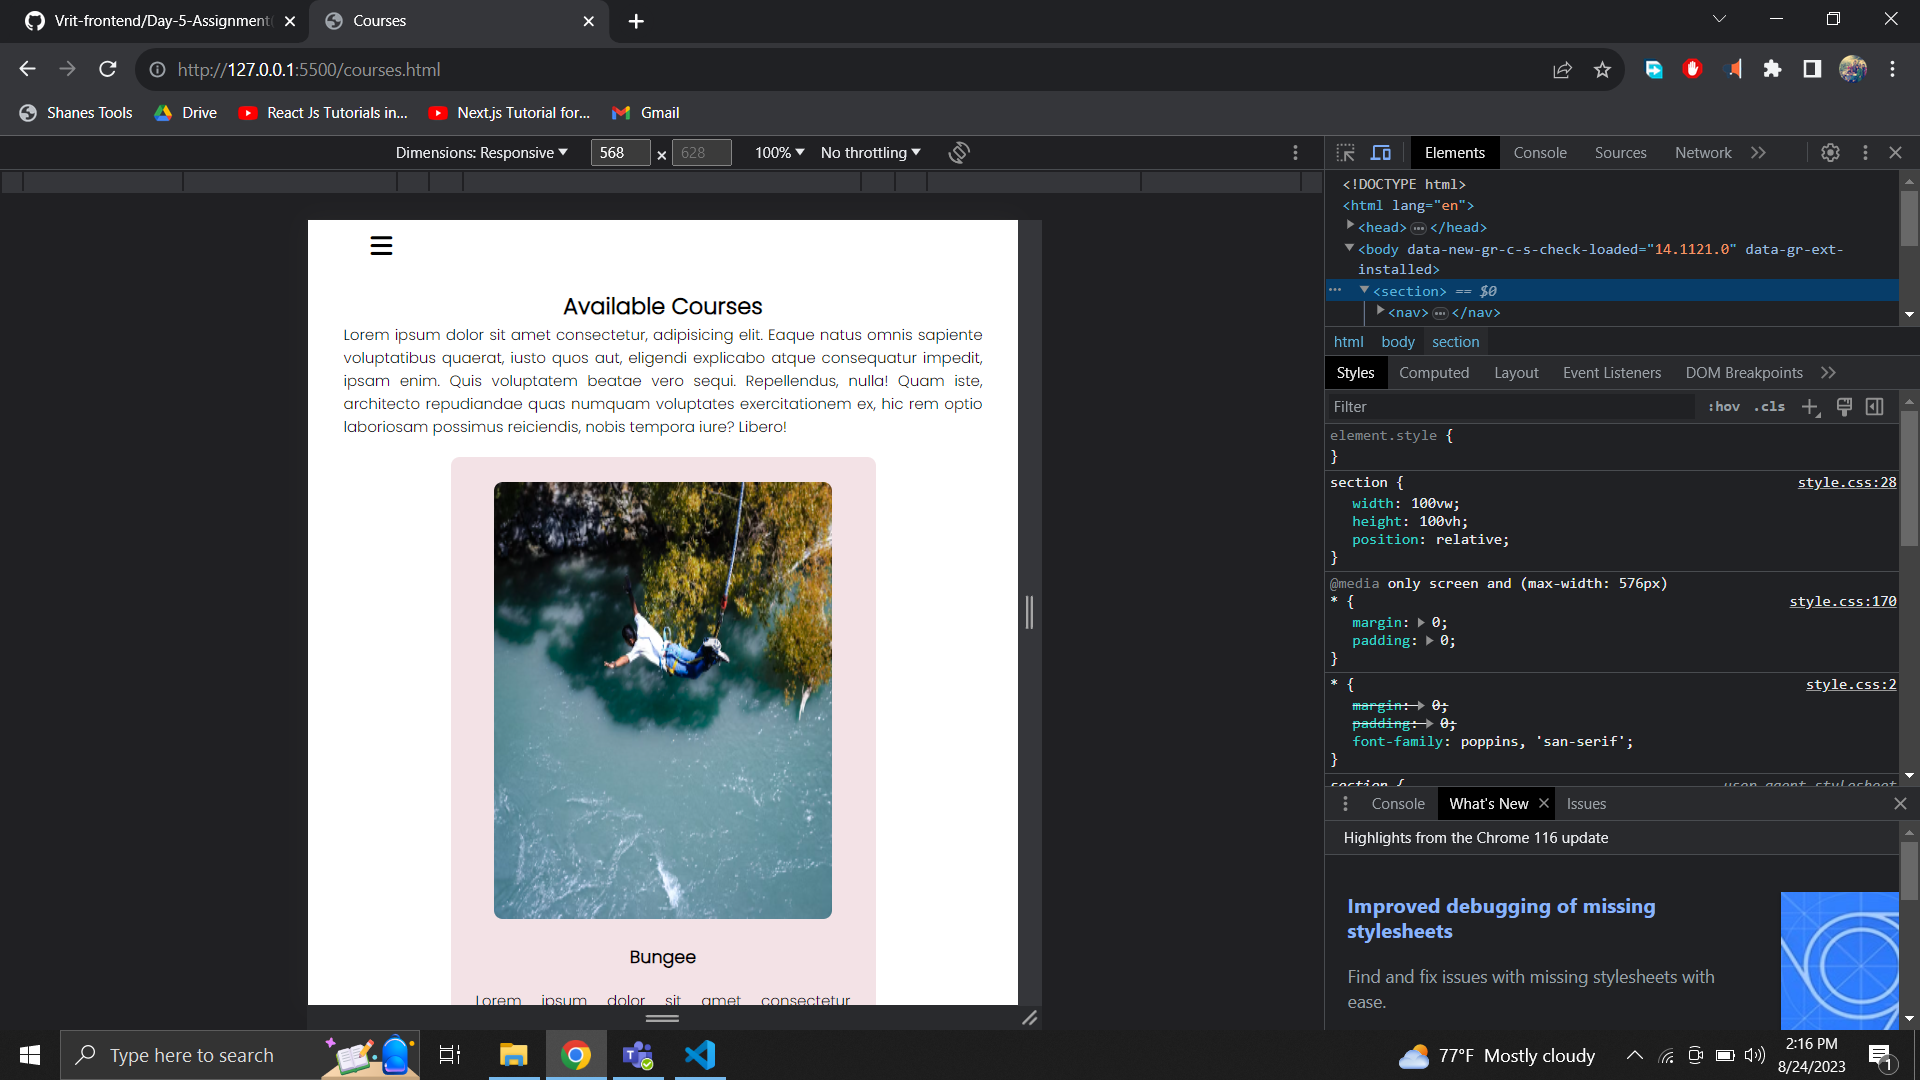 Vrit-frontend/Day-5-Assignment
Courses
http://127.0.0.1:5500/courses.html
Shanes Tools
Drive
React Js Tutorials in...
Next.js Tutorial for...
Gmail
Dimensions: Responsive
568 × 628
100%
No throttling
Elements
Console
Sources
Network
Available Courses
Lorem ipsum dolor sit amet consectetur, adipisicing elit. Eaque natus omnis sapiente
voluptatibus quaerat, iusto quos aut, eligendi explicabo atque consequatur impedit,
ipsam enim. Quis voluptatem beatae vero sequi. Repellendus, nulla! Quam iste,
architecto repudiandae quas numquam voluptates exercitationem ex, hic rem optio
laboriosam possimus reiciendis, nobis tempora iure? Libero!
Bungee
Lorem ipsum dolor sit amet consectetur
<!DOCTYPE html>
<html lang="en">
<head> ... </head>
<body data-new-gr-c-s-check-loaded="14.1121.0" data-gr-ext-
installed>
<section> == $0
<nav> ... </nav>
html body section
Styles
Computed
Layout
Event Listeners
DOM Breakpoints
Filter
:hov .cls
element.style {
}
section {
style.css:28
width: 100vw;
height: 100vh;
position: relative;
}
@media only screen and (max-width: 576px)
* {
style.css:170
margin: 0;
padding: 0;
}
* {
style.css:2
margin: 0;
padding: 0;
font-family: poppins, 'san-serif';
}
section {
user agent stylesheet
Console
What's New
Issues
Highlights from the Chrome 116 update
Improved debugging of missing
stylesheets
Find and fix issues with missing stylesheets with
ease.
Type here to search
77°F Mostly cloudy
2:16 PM
8/24/2023
1